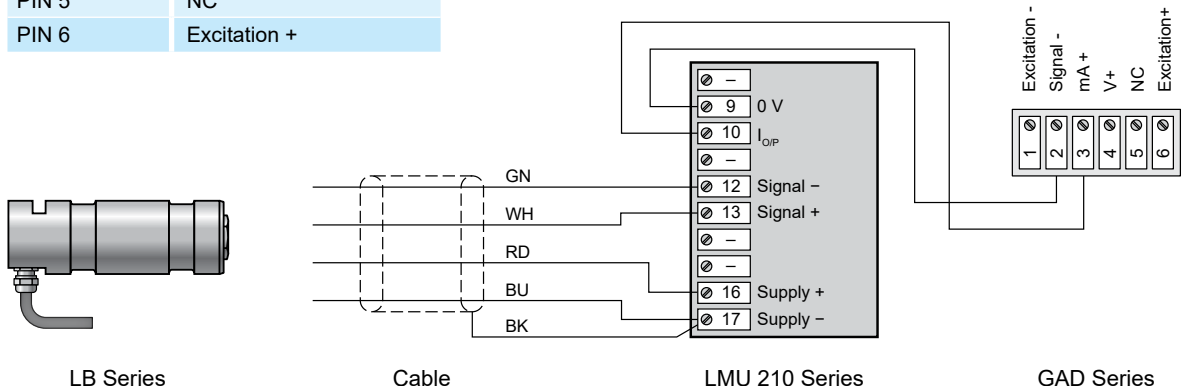 PIN 5 NC
PIN 6 Excitation +
Excitation -
Signal -
mA +
V+
NC
Excitation+
1
2
3
4
5
6
–
9 0 V
10 I O/P
–
12 Signal −
13 Signal +
–
–
16 Supply +
17 Supply −
GN
WH
RD
BU
BK
LB Series
Cable
LMU 210 Series
GAD Series